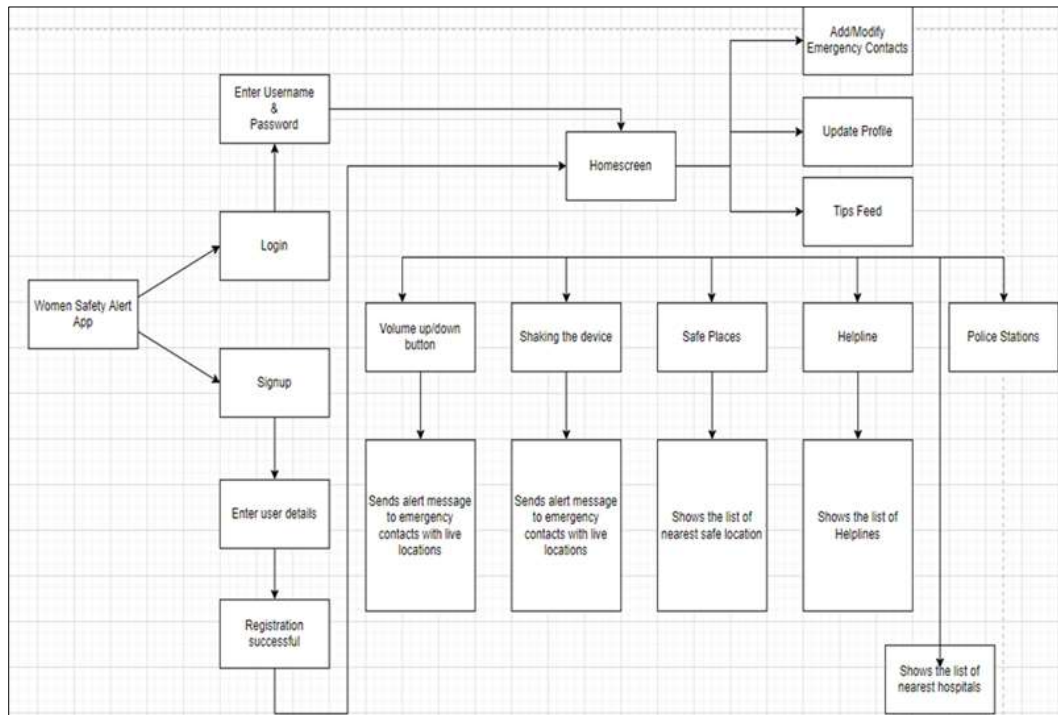 Add/Modify
Emergency Contacts
Enter Username
&
Password
Update Profile
Homescreen
Tips Feed
Login
Women Safety Alert
App
Volume up/down
button
Shaking the device
Safe Places
Helpline
Police Stations
Signup
Sends alert message
to emergency
contacts with live
locations
Sends alert message
to emergency
contacts with live
locations
Shows the list of
nearest safe location
Shows the list of
Helplines
Enter user details
Registration
successful
Shows the list of
nearest hospitals